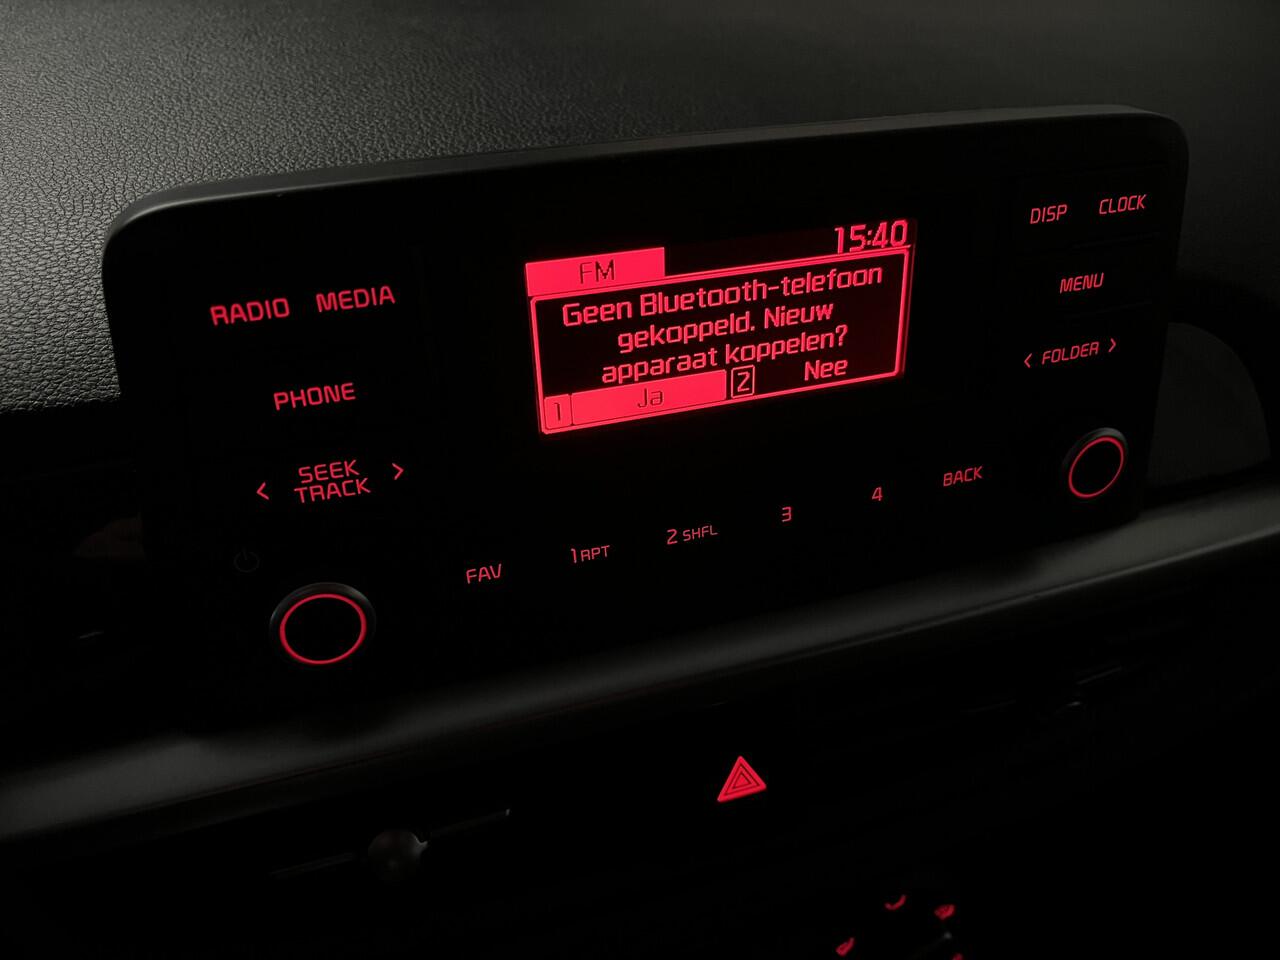 FM 15:40
Geen Bluetooth-telefoon
gekoppeld. Nieuw
apparaat koppelen?
1 Ja 2 Nee
RADIO MEDIA
PHONE
< SEEK >
TRACK
DISP CLOCK
MENU
< FOLDER >
FAV 1 RPT 2 SHFL 3 4 BACK